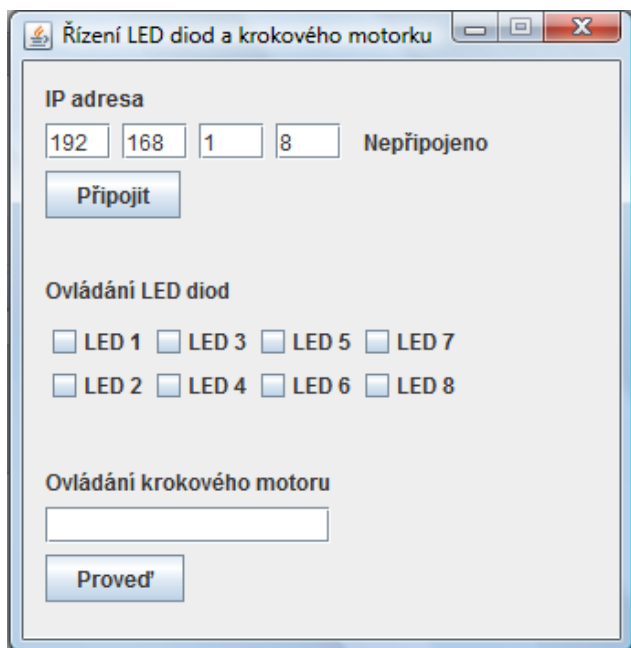 Řízení LED diod a krokového motorku
IP adresa
192 168 1 8 Nepřipojeno
Připojit
Ovládání LED diod
LED 1 LED 3 LED 5 LED 7
LED 2 LED 4 LED 6 LED 8
Ovládání krokového motoru
Proveď